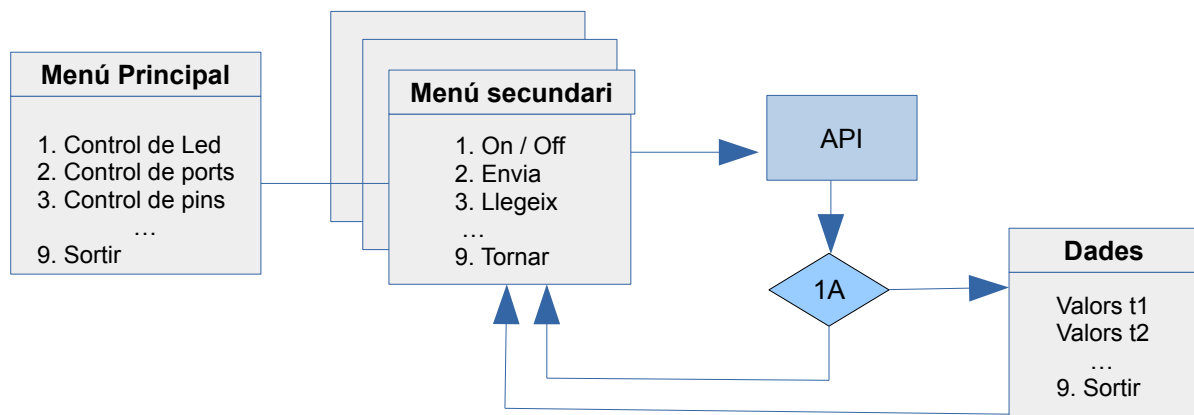 Menú Principal
1. Control de Led
2. Control de ports
3. Control de pins
...
9. Sortir
Menú secundari
1. On / Off
2. Envia
3. Llegeix
...
9. Tornar
API
1A
Dades
Valors t1
Valors t2
...
9. Sortir